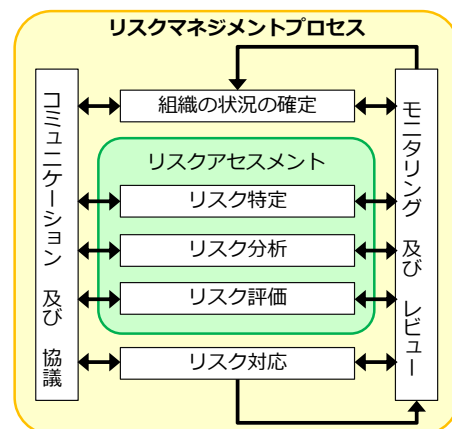 リスクマネジメントプロセス
コミュニケーション 及び 協議
組織の状況の確定
リスクアセスメント
リスク特定
リスク分析
リスク評価
リスク対応
モニタリング 及び レビュー